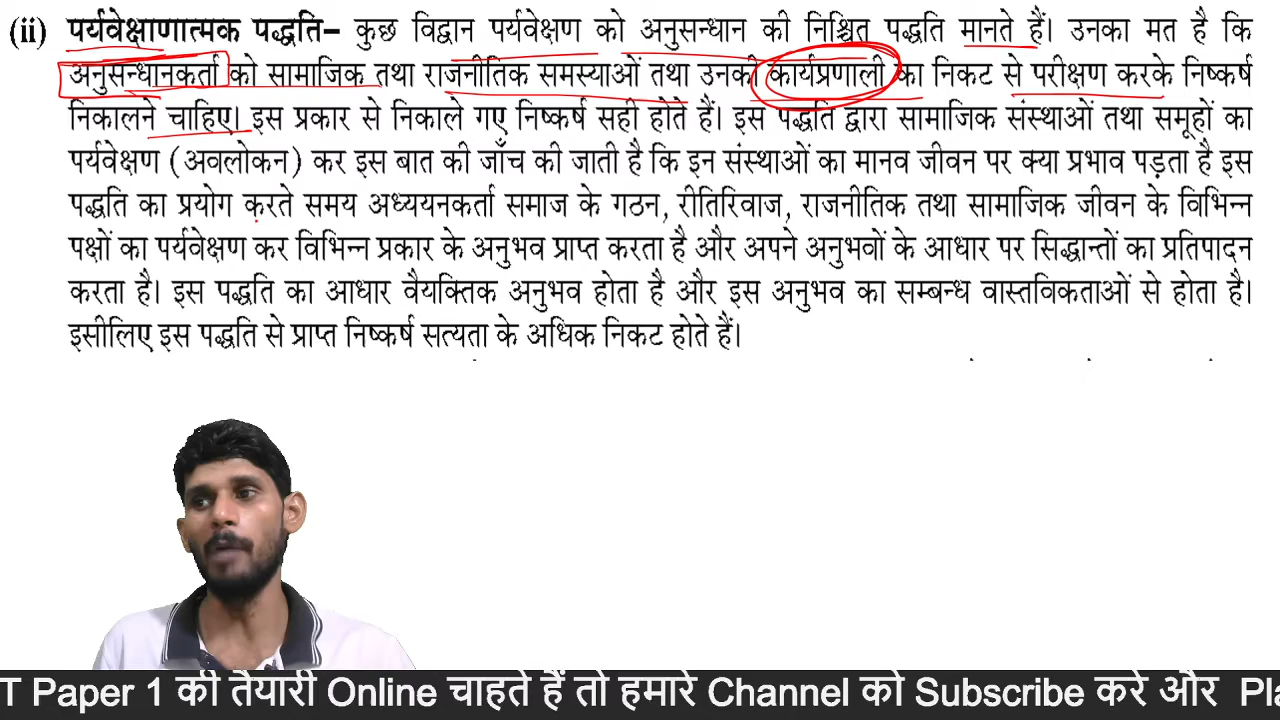 (ii) पर्यवेक्षाणात्मक पद्धति– कुछ विद्वान पर्यवेक्षण को अनुसन्धान की निश्चित पद्धति मानते हैं। उनका मत है कि
अनुसन्धानकर्ता को सामाजिक तथा राजनीतिक समस्याओं तथा उनकी कार्यप्रणाली का निकट से परीक्षण करके निष्कर्ष
निकालने चाहिए। इस प्रकार से निकाले गए निष्कर्ष सही होते हैं। इस पद्धति द्वारा सामाजिक संस्थाओं तथा समूहों का
पर्यवेक्षण (अवलोकन) कर इस बात की जाँच की जाती है कि इन संस्थाओं का मानव जीवन पर क्या प्रभाव पड़ता है इस
पद्धति का प्रयोग करते समय अध्ययनकर्ता समाज के गठन, रीतिरिवाज, राजनीतिक तथा सामाजिक जीवन के विभिन्न
पक्षों का पर्यवेक्षण कर विभिन्न प्रकार के अनुभव प्राप्त करता है और अपने अनुभवों के आधार पर सिद्धान्तों का प्रतिपादन
करता है। इस पद्धति का आधार वैयक्तिक अनुभव होता है और इस अनुभव का सम्बन्ध वास्तविकताओं से होता है।
इसीलिए इस पद्धति से प्राप्त निष्कर्ष सत्यता के अधिक निकट होते हैं।
T Paper 1 की तैयारी Online चाहते हैं तो हमारे Channel को Subscribe करे और Pla